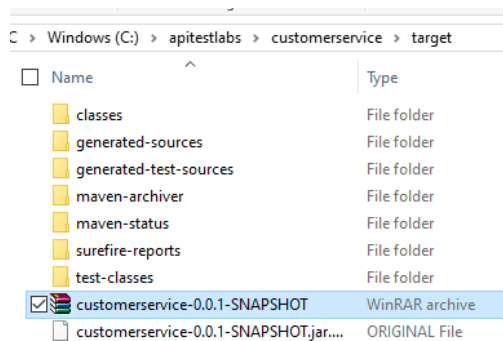 C > Windows (C:) > apitestlabs > customerservice > target
Name Type
classes File folder
generated-sources File folder
generated-test-sources File folder
maven-archiver File folder
maven-status File folder
surefire-reports File folder
test-classes File folder
customerservice-0.0.1-SNAPSHOT WinRAR archive
customerservice-0.0.1-SNAPSHOT.jar.... ORIGINAL File